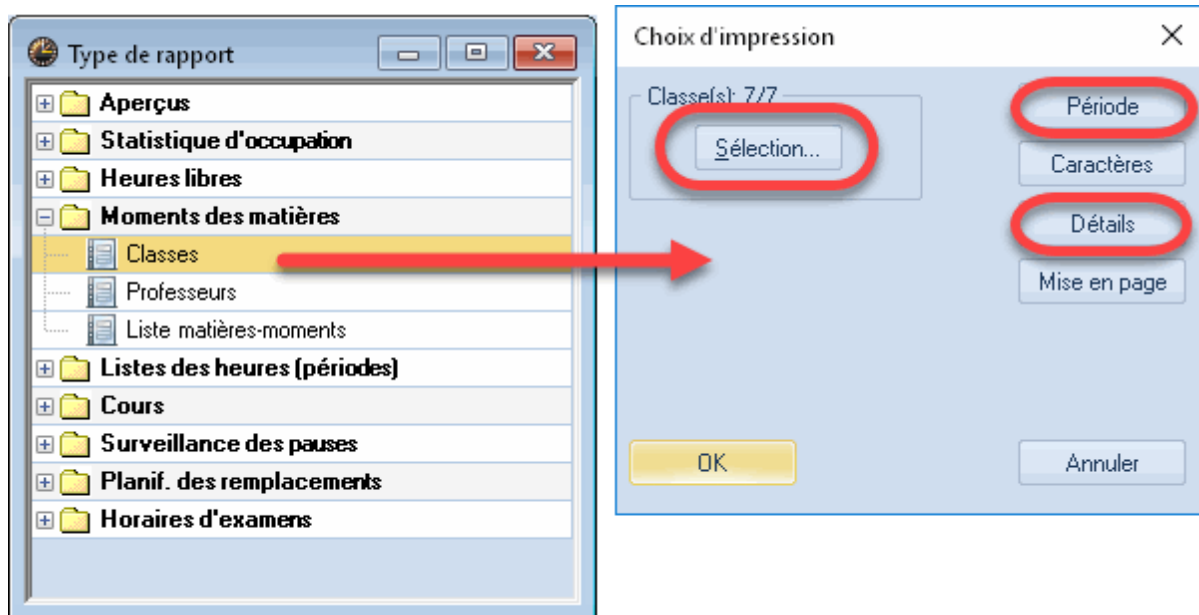 Type de rapport
Aperçus
Statistique d'occupation
Heures libres
Moments des matières
Classes
Professeurs
Liste matières-moments
Listes des heures (périodes)
Cours
Surveillance des pauses
Planif. des remplacements
Horaires d'examens
Choix d'impression
Classe(s): 7/7
Sélection...
Période
Caractères
Détails
Mise en page
OK
Annuler